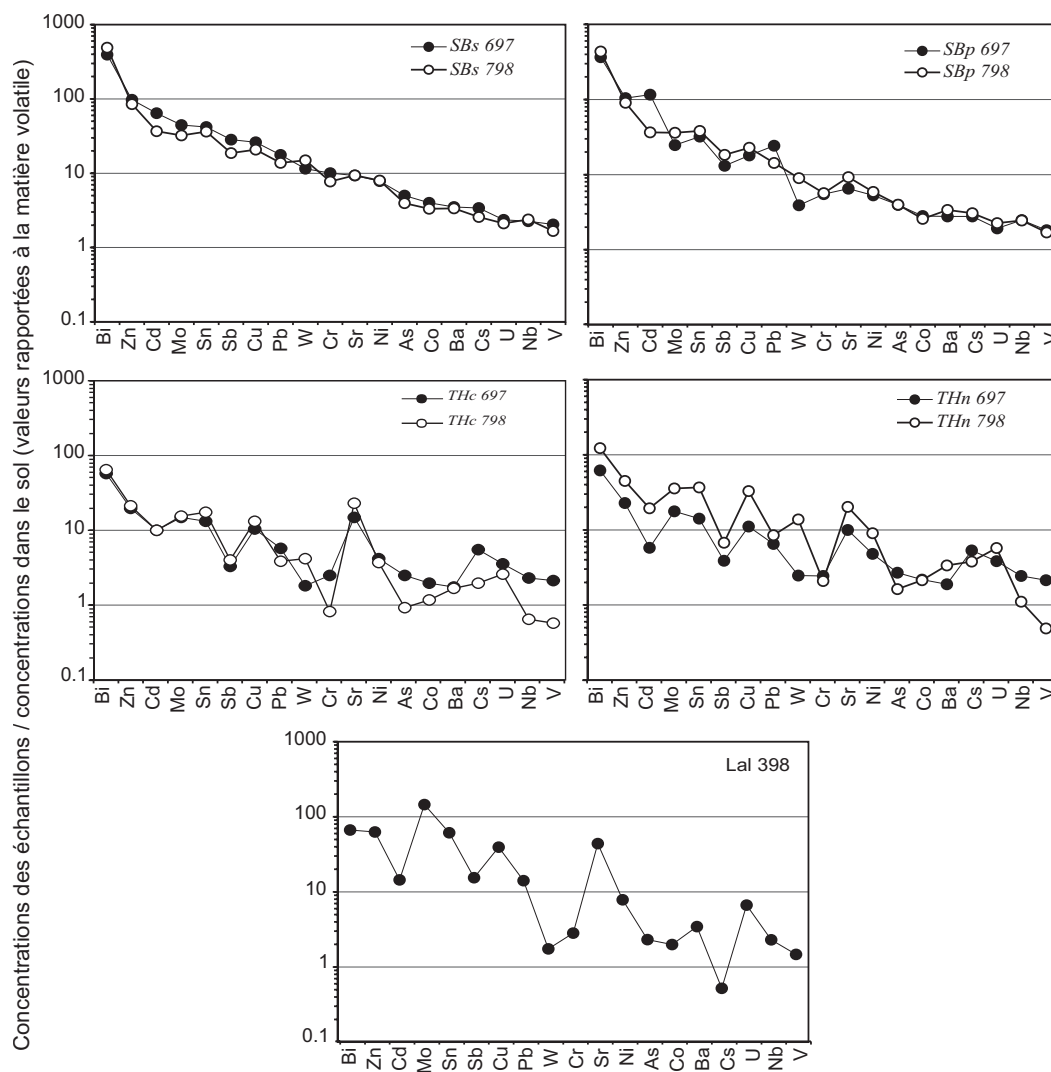 Concentrations des échantillons / concentrations dans le sol (valeurs rapportées à la matière volatile)
1000
100
10
1
0.1
SBs 697
SBs 798
Bi Zn Cd Mo Sn Sb Cu Pb W Cr Sr Ni As Co Ba Cs U Nb V
SBp 697
SBp 798
Bi Zn Cd Mo Sn Sb Cu Pb W Cr Sr Ni As Co Ba Cs U Nb V
1000
100
10
1
0.1
THc 697
THc 798
Bi Zn Cd Mo Sn Sb Cu Pb W Cr Sr Ni As Co Ba Cs U Nb V
THn 697
THn 798
Bi Zn Cd Mo Sn Sb Cu Pb W Cr Sr Ni As Co Ba Cs U Nb V
1000
100
10
1
0.1
Lal 398
Bi Zn Cd Mo Sn Sb Cu Pb W Cr Sr Ni As Co Ba Cs U Nb V